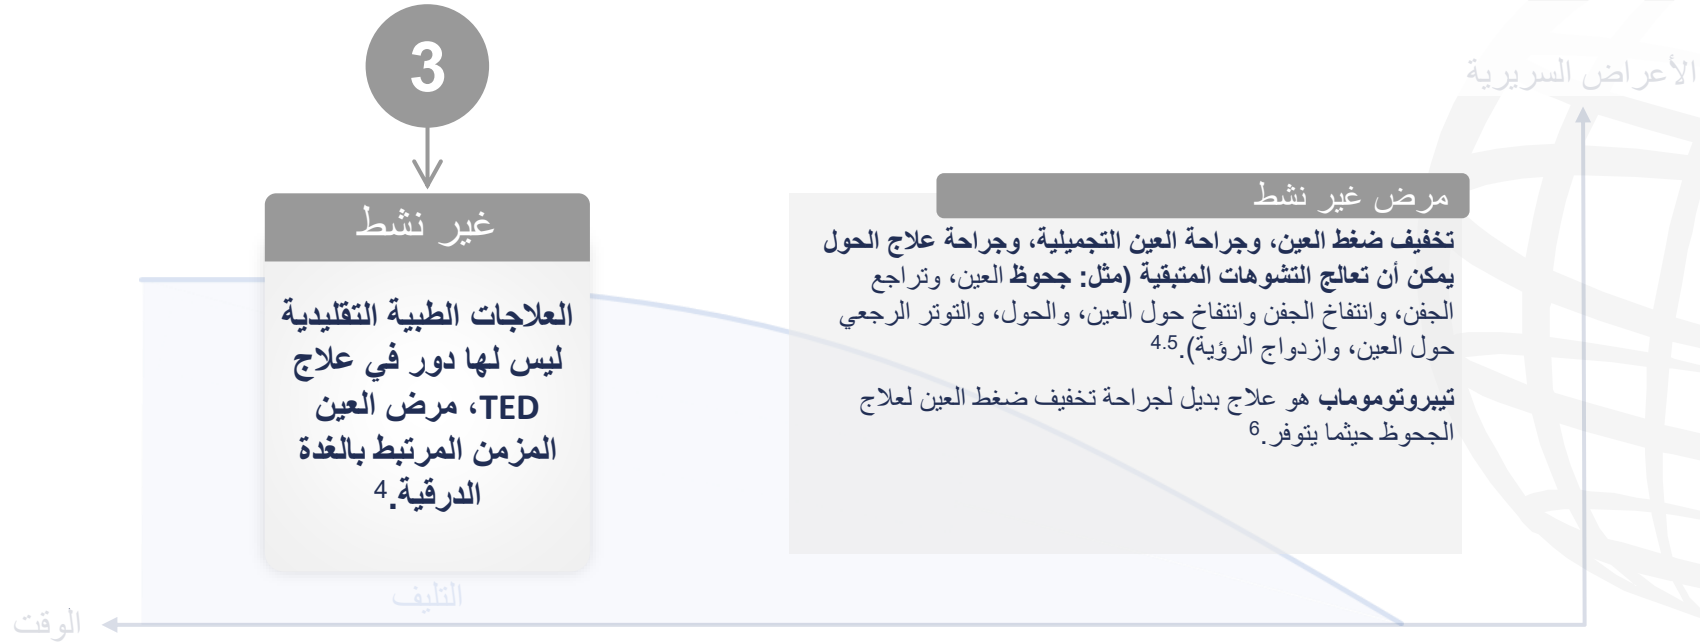 3
الأعراض السريرية
مرض غير نشط
تخفيف ضغط العين، وجراحة العين التجميلية، وجراحة علاج الحول
يمكن أن تعالج التشوهات المتبقية (مثل: جحوظ العين، وتراجع
الجفن، وانتفاخ الجفن وانتفاخ حول العين، والحول، والتوتر الرجعي
حول العين، وازدواج الرؤية).4.5
تيبروتوموماب هو علاج بديل لجراحة تخفيف ضغط العين لعلاج
الجحوظ حيثما يتوفر.6
غير نشط
العلاجات الطبية التقليدية
ليس لها دور في علاج
TED، مرض العين
المزمن المرتبط بالغدة
الدرقية.4
التليف
الوقت